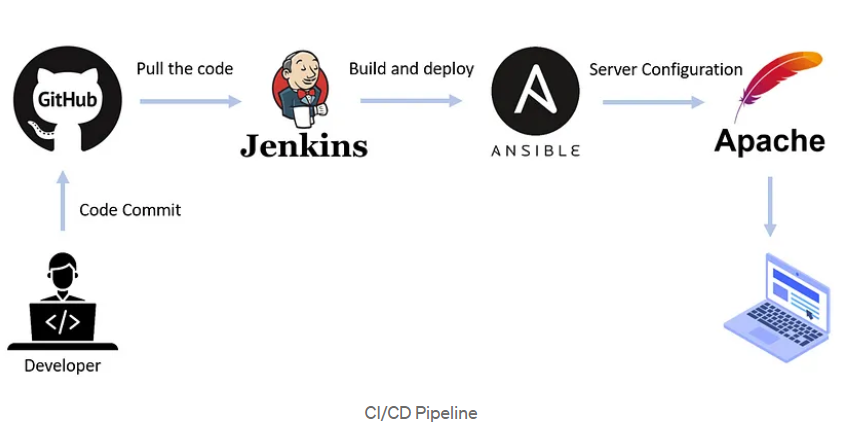 GitHub
Pull the code
Jenkins
Build and deploy
ANSIBLE
Server Configuration
Apache
Code Commit
</>
Developer
CI/CD Pipeline